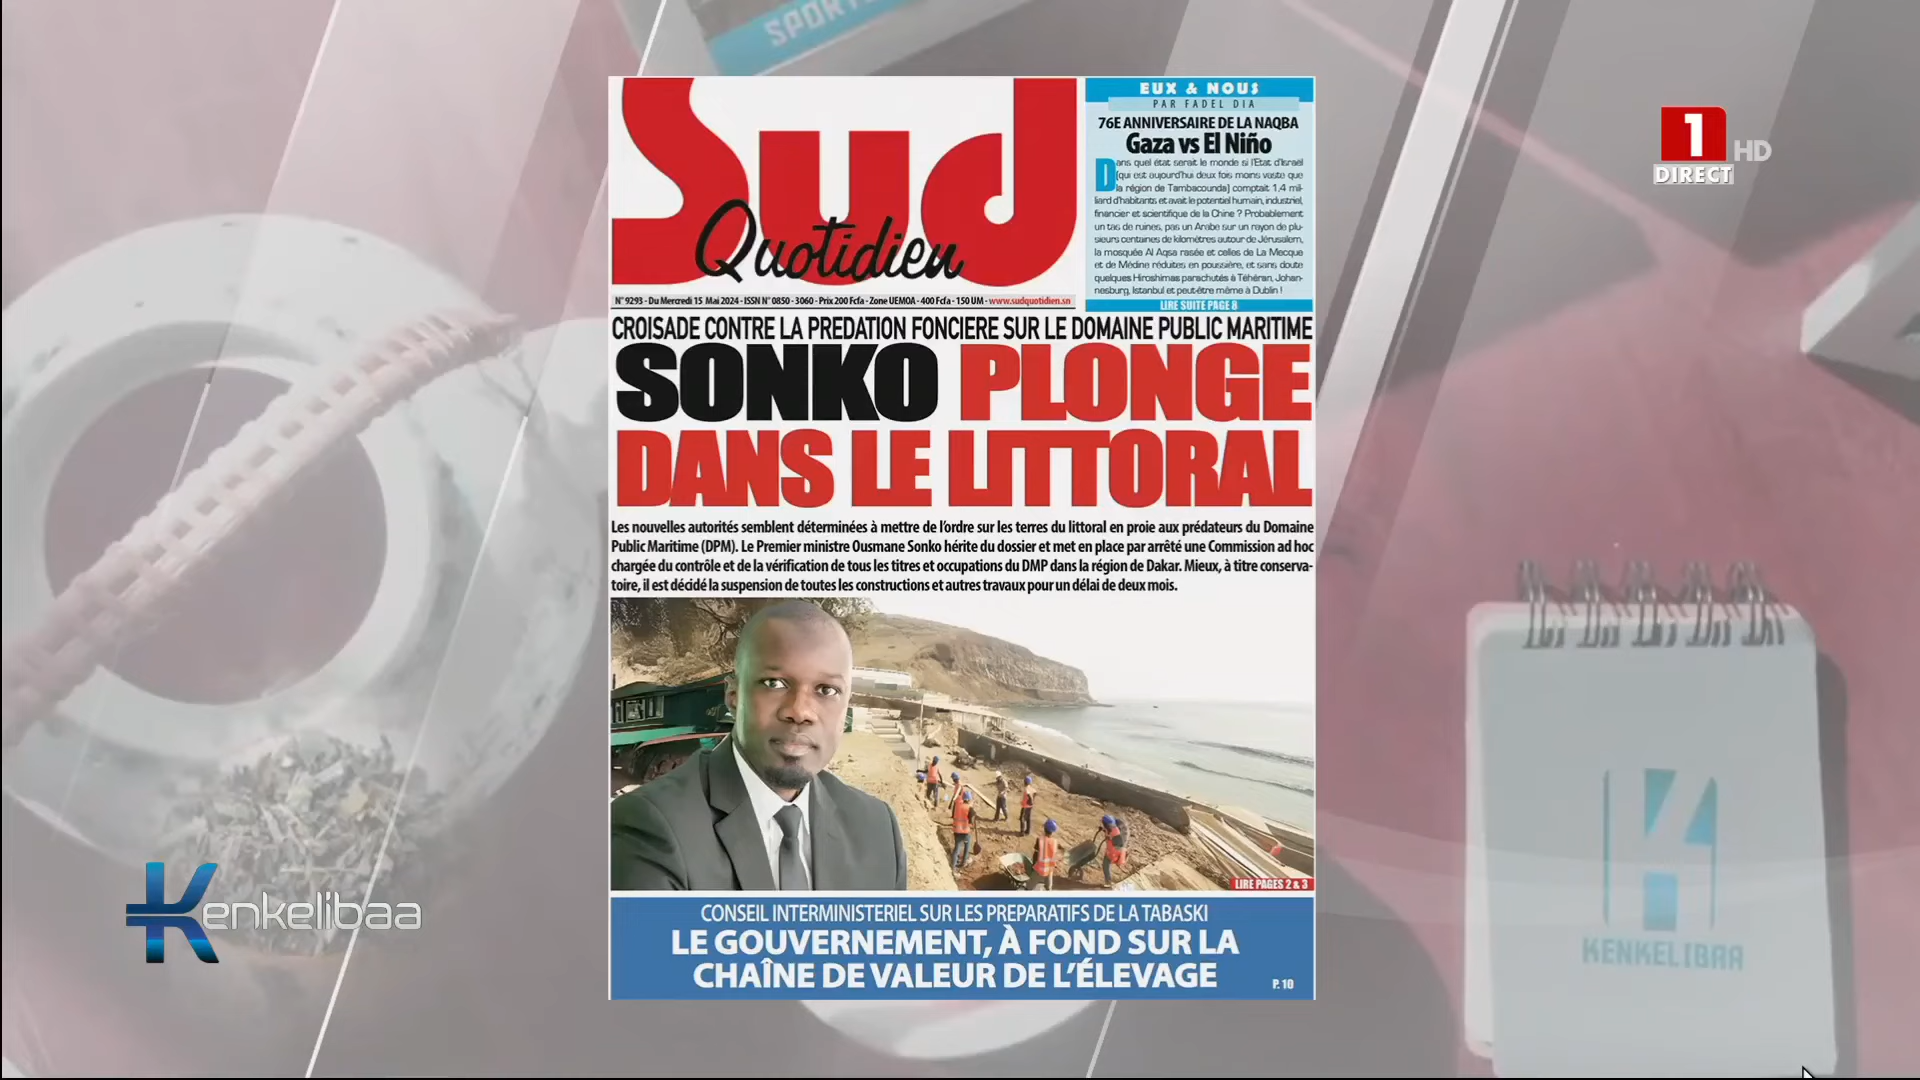 SPORT
1
HD
DIRECT
Sud
Quotidien
N° 9293 - Du Mercredi 15 Mai 2024 - ISSN N° 0850 - 3060 - Prix 200 Fcfa - Zone UEMOA - 400 Fcfa - 150 UM - www.sudquotidien.sn
EUX & NOUS
PAR FADEL DIA
76E ANNIVERSAIRE DE LA NAQBA
Gaza vs El Niño
Dans quel état serait le monde si l'Etat d'Israël
(qui est aujourd'hui deux fois moins vaste que
la région de Tambacounda) comptait 1.4 mil-
liard d'habitants et avait le potentiel humain, industriel,
financier et scientifique de la Chine ? Probablement
un tas de ruines, pas un Arabe sur un rayon de plu-
sieurs centaines de kilomètres autour de Jérusalem,
la mosquée Al Aqsa rasée et celles de La Mecque
et de Médine réduites en poussière, et sans doute
quelques Hiroshimas parachutés à Téhéran, Johan-
nesburg, Istanbul et peut-être même à Dublin !
LIRE SUITE PAGE 8
CROISADE CONTRE LA PREDATION FONCIERE SUR LE DOMAINE PUBLIC MARITIME
SONKO PLONGE
DANS LE LITTORAL
Les nouvelles autorités semblent déterminées à mettre de l'ordre sur les terres du littoral en proie aux prédateurs du Domaine
Public Maritime (DPM). Le Premier ministre Ousmane Sonko hérite du dossier et met en place par arrêté une Commission ad hoc
chargée du contrôle et de la vérification de tous les titres et occupations du DMP dans la région de Dakar. Mieux, à titre conserva-
toire, il est décidé la suspension de toutes les constructions et autres travaux pour un délai de deux mois.
LIRE PAGES 2 & 3
CONSEIL INTERMINISTERIEL SUR LES PREPARATIFS DE LA TABASKI
LE GOUVERNEMENT, À FOND SUR LA
CHAÎNE DE VALEUR DE L'ÉLEVAGE
P. 10
Kenkelibaa
K
KENKELIBAA